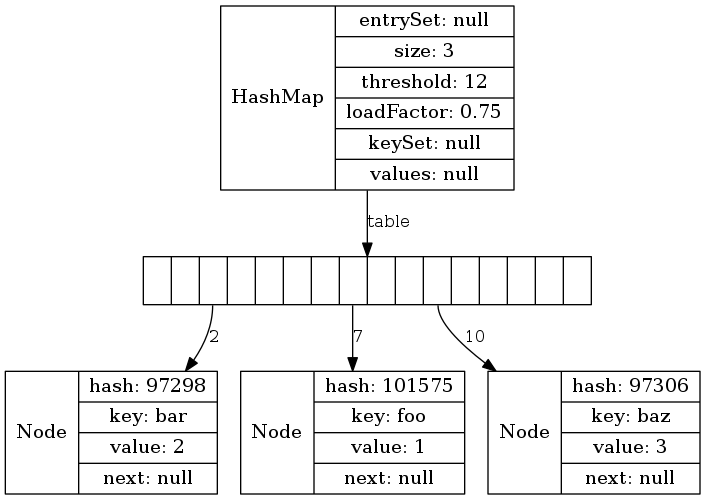 HashMap
entrySet: null
size: 3
threshold: 12
loadFactor: 0.75
keySet: null
values: null
table
2
7
10
Node
hash: 97298
key: bar
value: 2
next: null
Node
hash: 101575
key: foo
value: 1
next: null
Node
hash: 97306
key: baz
value: 3
next: null